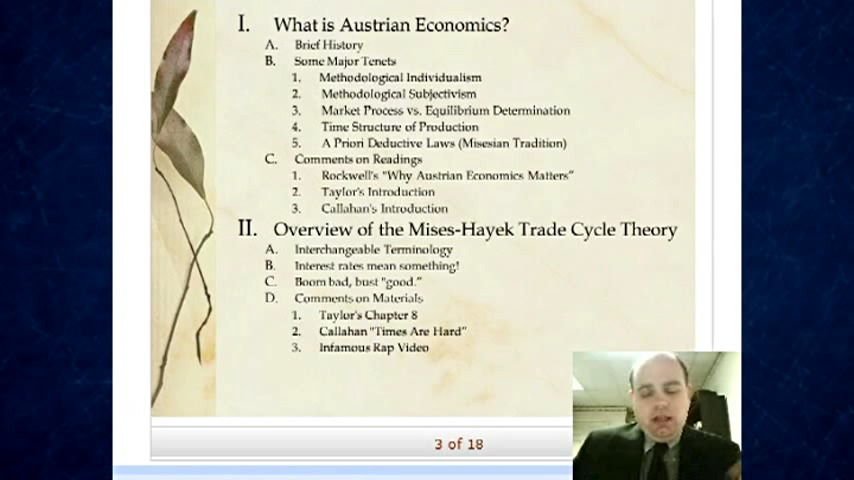 I. What is Austrian Economics?
A. Brief History
B. Some Major Tenets
1. Methodological Individualism
2. Methodological Subjectivism
3. Market Process vs. Equilibrium Determination
4. Time Structure of Production
5. A Priori Deductive Laws (Misesian Tradition)
C. Comments on Readings
1. Rockwell's "Why Austrian Economics Matters"
2. Taylor's Introduction
3. Callahan's Introduction
II. Overview of the Mises-Hayek Trade Cycle Theory
A. Interchangeable Terminology
B. Interest rates mean something!
C. Boom bad, bust "good."
D. Comments on Materials
1. Taylor's Chapter 8
2. Callahan "Times Are Hard"
3. Infamous Rap Video
3 of 18